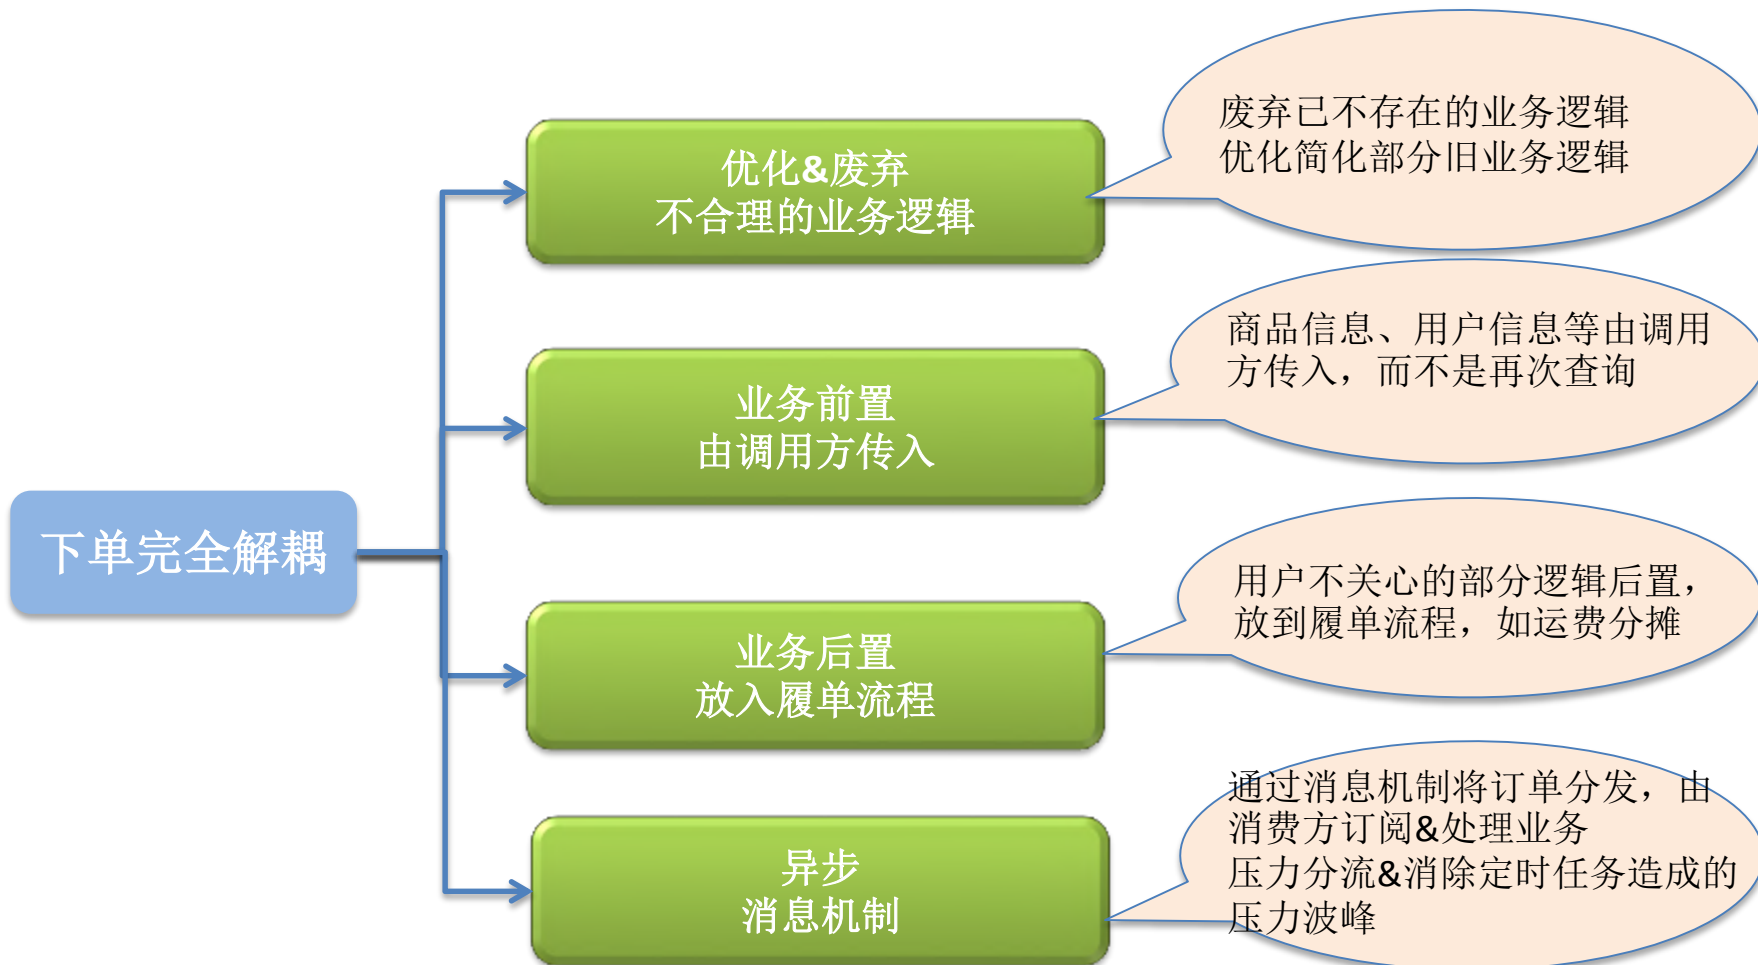 废弃已不存在的业务逻辑
优化简化部分旧业务逻辑
优化&废弃
不合理的业务逻辑
商品信息、用户信息等由调用
方传入，而不是再次查询
业务前置
由调用方传入
下单完全解耦
用户不关心的部分逻辑后置，
放到履单流程，如运费分摊
业务后置
放入履单流程
通过消息机制将订单分发，由
消费方订阅&处理业务
压力分流&消除定时任务造成的
压力波峰
异步
消息机制